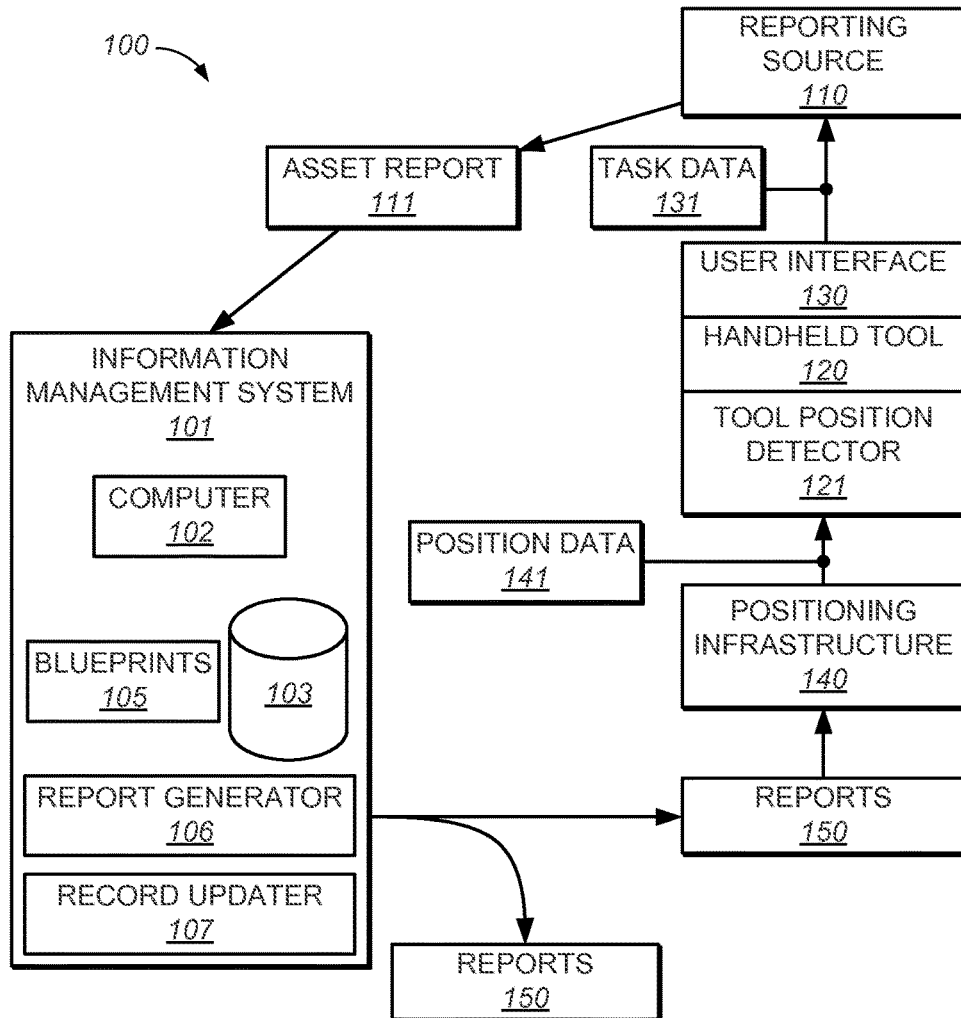 100
REPORTING
SOURCE
110
ASSET REPORT
111
TASK DATA
131
USER INTERFACE
130
HANDHELD TOOL
120
TOOL POSITION
DETECTOR
121
INFORMATION
MANAGEMENT SYSTEM
101
COMPUTER
102
POSITION DATA
141
POSITIONING
INFRASTRUCTURE
140
BLUEPRINTS
105
103
REPORT GENERATOR
106
REPORTS
150
RECORD UPDATER
107
REPORTS
150